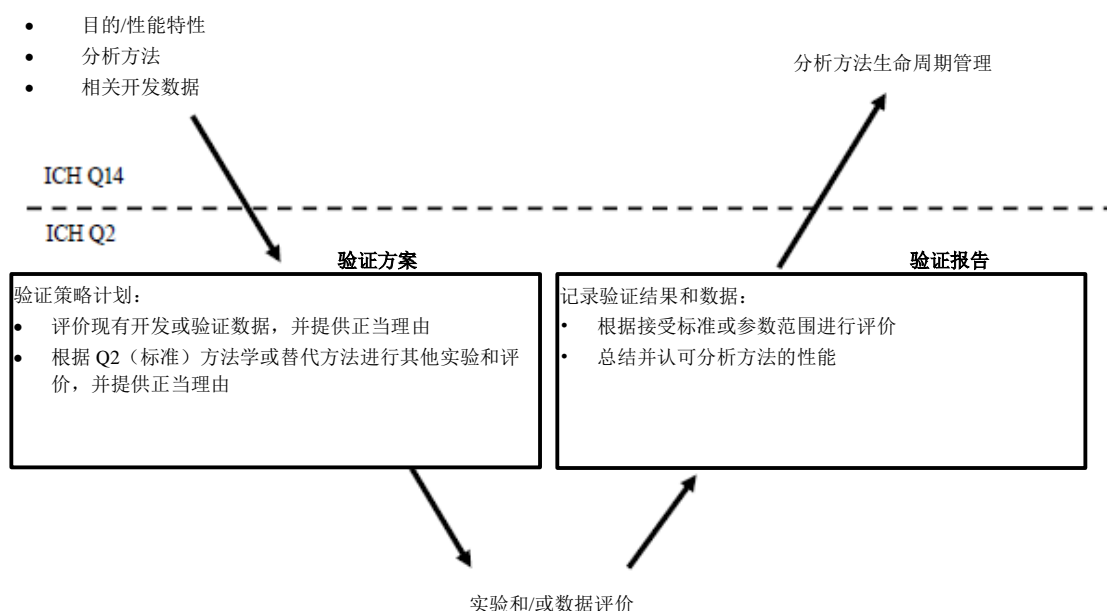 • 目的/性能特性
• 分析方法
• 相关开发数据
分析方法生命周期管理
ICH Q14
ICH Q2
验证方案
验证策略计划：
• 评价现有开发或验证数据，并提供正当理由
• 根据 Q2（标准）方法学或替代方法进行其他实验和评
价，并提供正当理由
验证报告
记录验证结果和数据：
• 根据接受标准或参数范围进行评价
• 总结并认可分析方法的性能
实验和/或数据评价